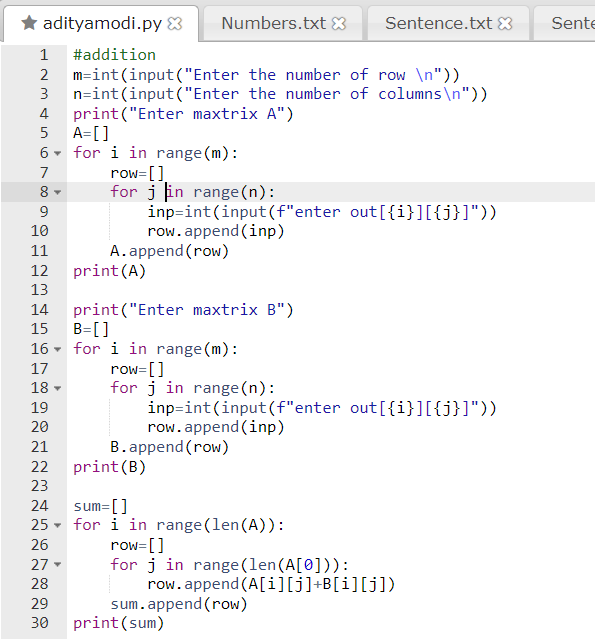 adityamodi.py Numbers.txt Sentence.txt Sente
1 #addition
2 m=int(input("Enter the number of row \n"))
3 n=int(input("Enter the number of columns\n"))
4 print("Enter maxtrix A")
5 A=[]
6 for i in range(m):
7     row=[]
8     for j in range(n):
9         inp=int(input(f"enter out[{i}][{j}]"))
10         row.append(inp)
11     A.append(row)
12 print(A)
13
14 print("Enter maxtrix B")
15 B=[]
16 for i in range(m):
17     row=[]
18     for j in range(n):
19         inp=int(input(f"enter out[{i}][{j}]"))
20         row.append(inp)
21     B.append(row)
22 print(B)
23
24 sum=[]
25 for i in range(len(A)):
26     row=[]
27     for j in range(len(A[0])):
28         row.append(A[i][j]+B[i][j])
29     sum.append(row)
30 print(sum)